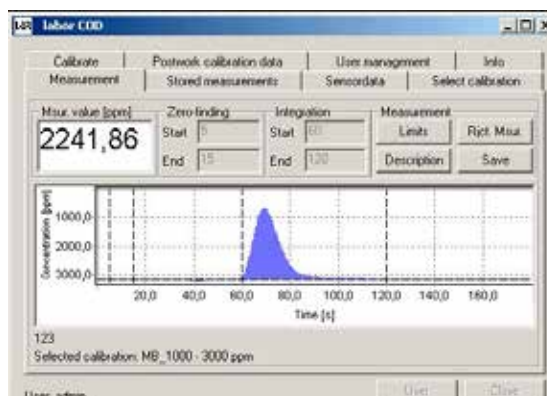 labor COD
Calibrate Postwork calibration data User management Info
Measurement Stored measurements Sensordata Select calibration
Msur. value [ppm] Zero-finding Integration Measurement
2241,86
Start 5 Start 60 Limits Rjct. Msur.
End 15 End 120 Description Save
Concentration [ppm]
1000,0
2000,0
3000,0
20,0 40,0 60,0 80,0 100,0 120,0 140,0 160,0
Time [s]
123
Selected calibration: MB_1000 - 3000 ppm
User: admin
User Close